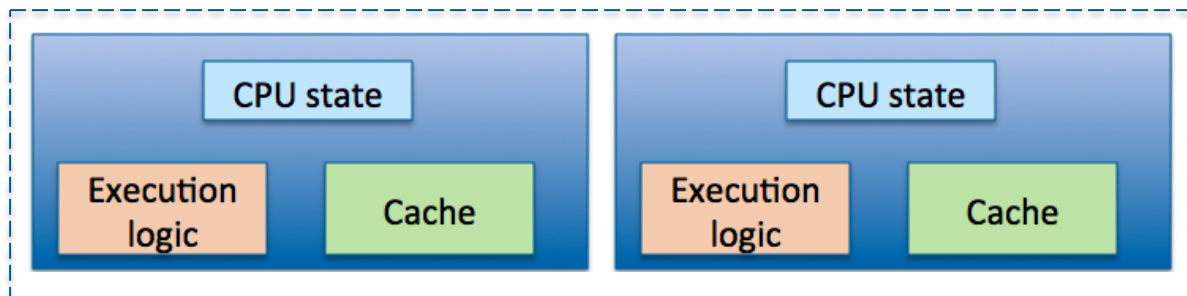 CPU state
Execution
logic
Cache
CPU state
Execution
logic
Cache